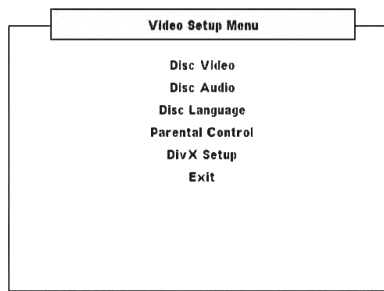 Video Setup Menu
Disc Video
Disc Audio
Disc Language
Parental Control
DivX Setup
Exit